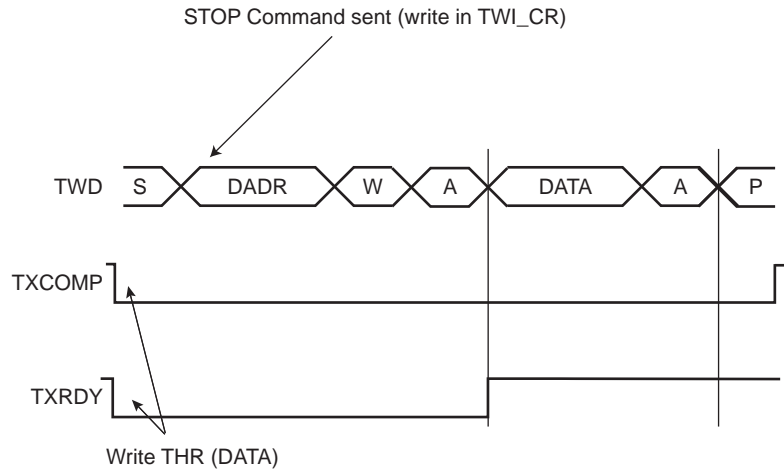 STOP Command sent (write in TWI_CR)
TWD S DADR W A DATA A P
TXCOMP
TXRDY
Write THR (DATA)